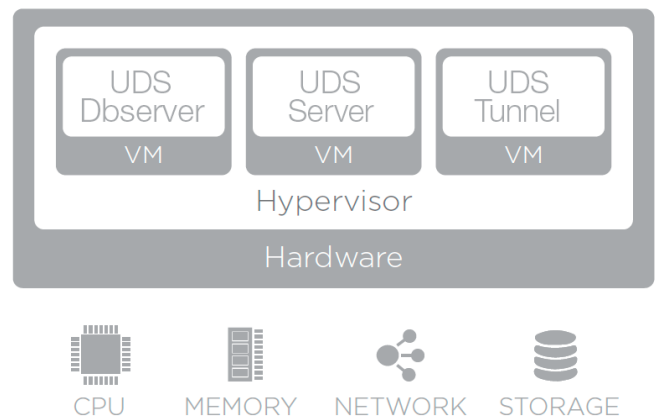 UDS
Dbserver
VM
UDS
Server
VM
UDS
Tunnel
VM
Hypervisor
Hardware
CPU
MEMORY
NETWORK
STORAGE